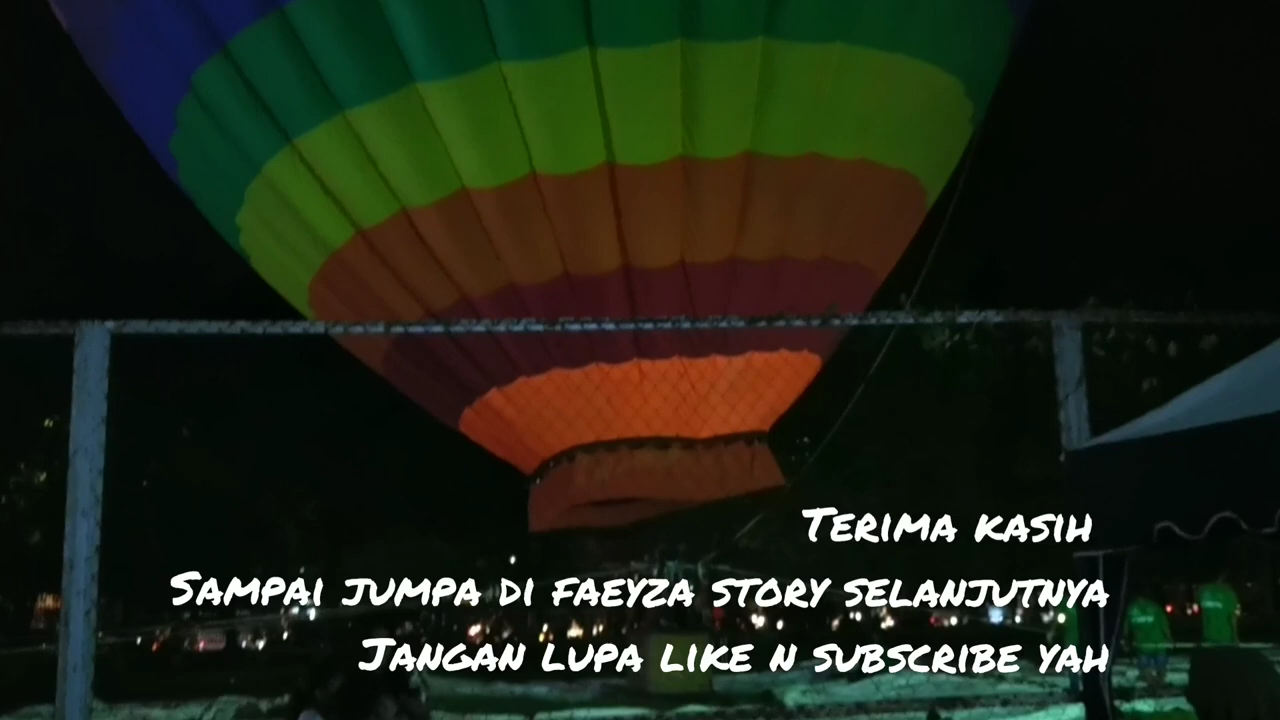 Terima kasih
Sampai jumpa di faeyza story selanjutnya
Jangan lupa like n subscribe yah